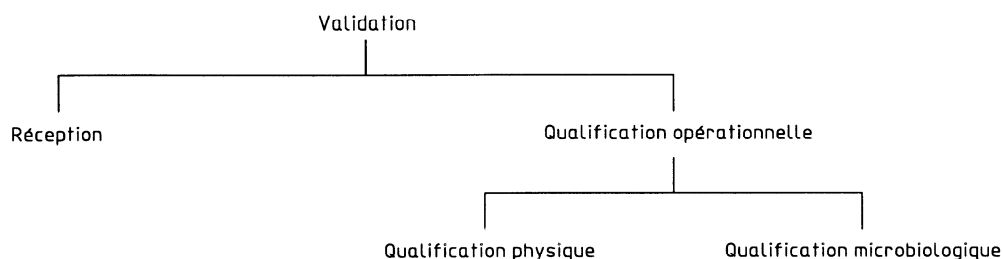 Validation
Réception
Qualification opérationnelle
Qualification physique
Qualification microbiologique